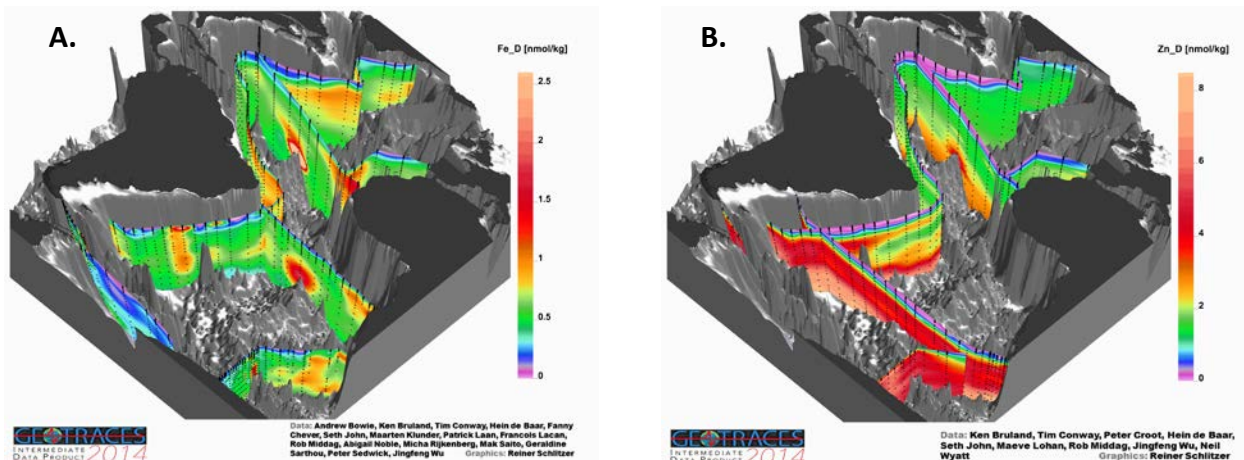 A.
Fe_D [nmol/kg]
2.5
2
1.5
1
0.5
0
GEOTRACES
INTERMEDIATE
DATA PRODUCT 2014
Data: Andrew Bowie, Ken Bruland, Tim Conway, Hein de Baar, Fanny
Chever, Seth John, Maarten Klunder, Patrick Laan, Francois Lacan,
Rob Middag, Abigail Noble, Micha Rijkenberg, Mak Saito, Geraldine
Sarthou, Peter Sedwick, Jingfeng Wu Graphics: Reiner Schlitzer
B.
Zn_D [nmol/kg]
8
6
4
2
0
GEOTRACES
INTERMEDIATE
DATA PRODUCT 2014
Data: Ken Bruland, Tim Conway, Peter Croot, Hein de Baar,
Seth John, Maeve Lohan, Rob Middag, Jingfeng Wu, Neil
Wyatt Graphics: Reiner Schlitzer